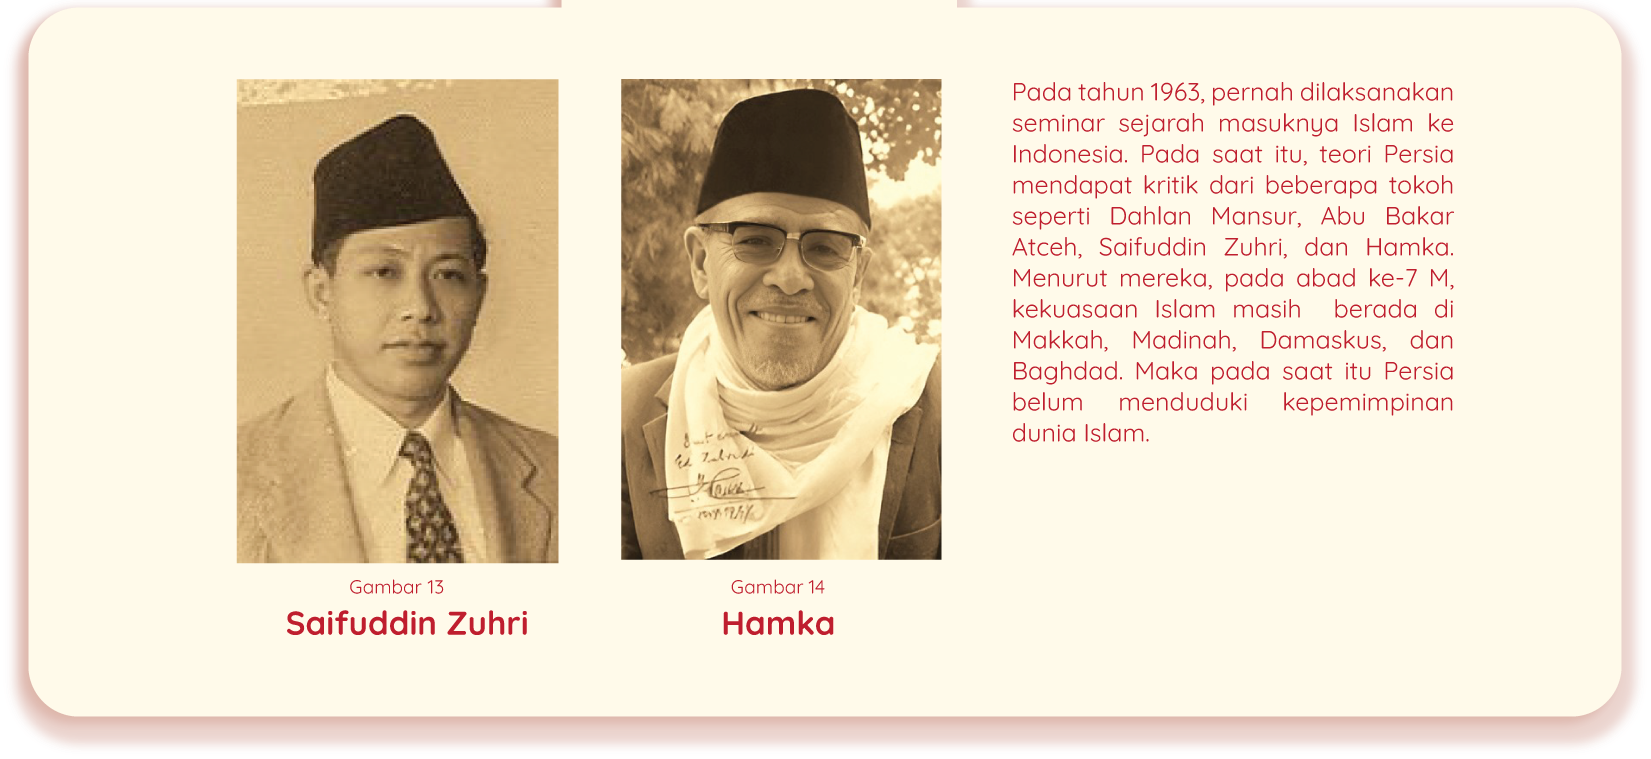 Pada tahun 1963, pernah dilaksanakan
seminar sejarah masuknya Islam ke
Indonesia. Pada saat itu, teori Persia
mendapat kritik dari beberapa tokoh
seperti Dahlan Mansur, Abu Bakar
Atceh, Saifuddin Zuhri, dan Hamka.
Menurut mereka, pada abad ke-7 M,
kekuasaan Islam masih berada di
Makkah, Madinah, Damaskus, dan
Baghdad. Maka pada saat itu Persia
belum menduduki kepemimpinan
dunia Islam.
Gambar 13
Saifuddin Zuhri
Gambar 14
Hamka